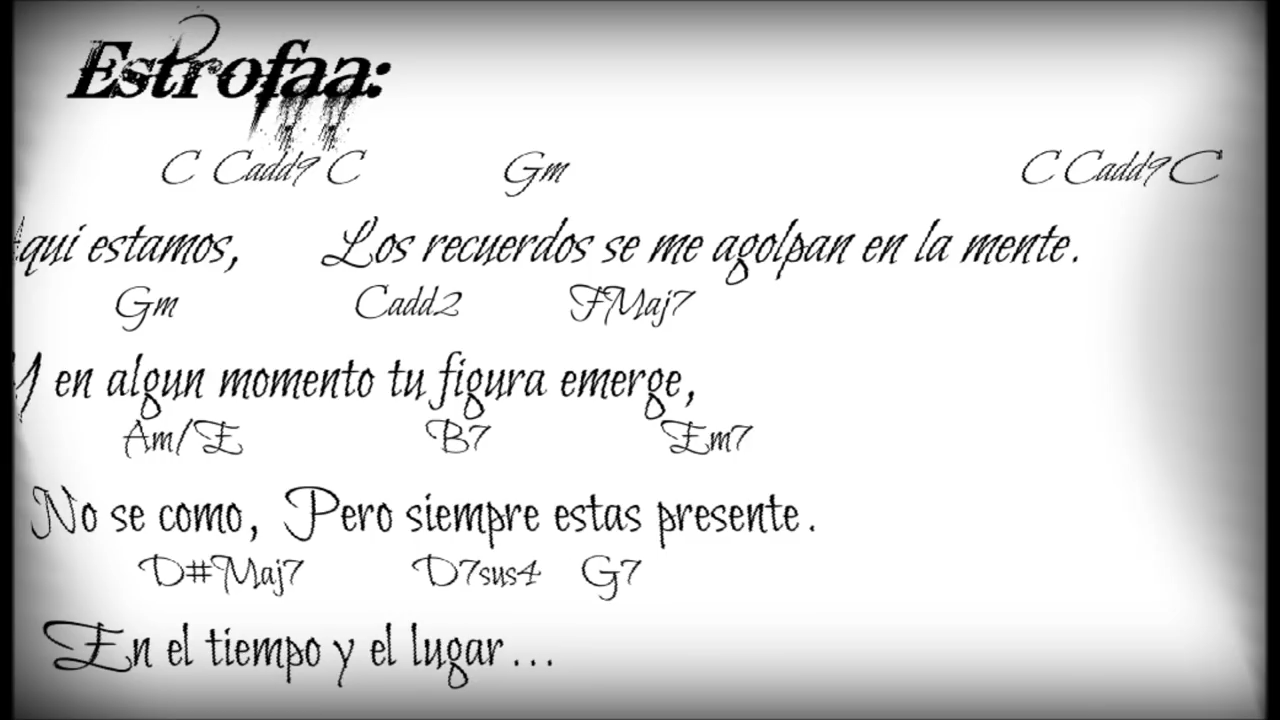 Estrofaa:
C Cadd9 C Gm C Cadd9 C
Aqui estamos, Los recuerdos se me agolpan en la mente.
Gm Cadd2 FMaj7
Y en algun momento tu figura emerge,
Am/E B7 Em7
No se como, Pero siempre estas presente.
D#Maj7 D7sus4 G7
En el tiempo y el lugar...